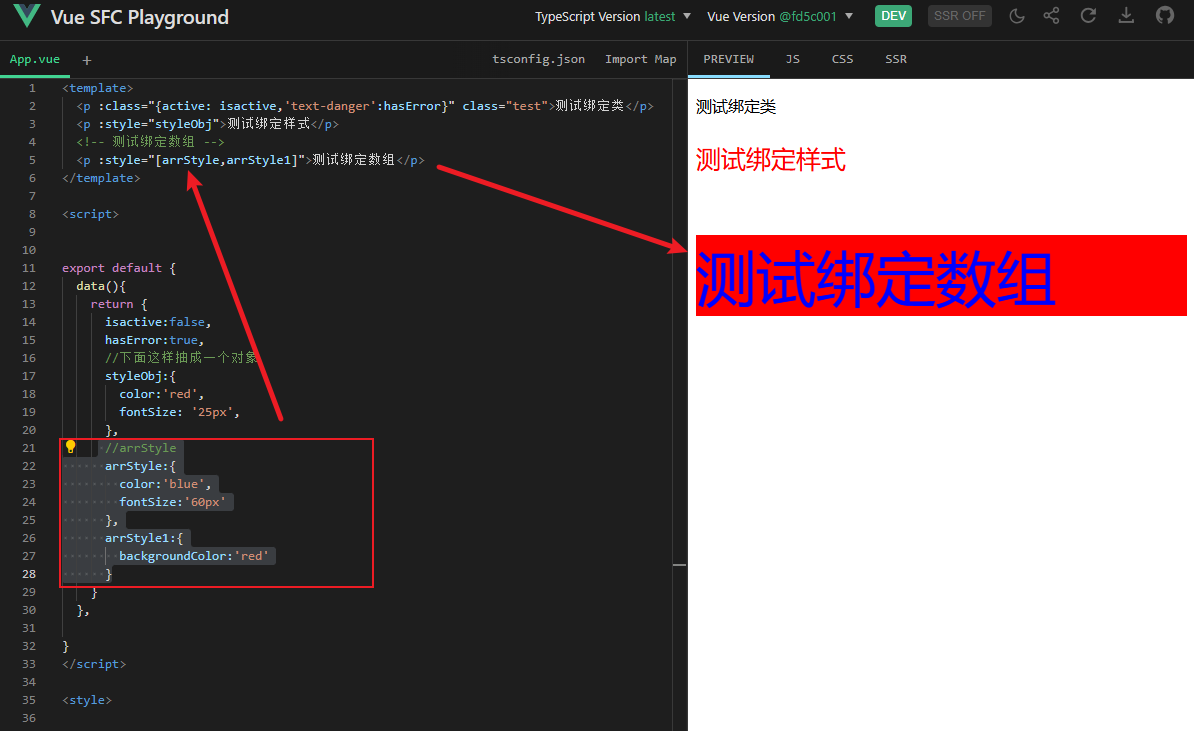 Vue SFC Playground
TypeScript Version latest
Vue Version @fd5c001
DEV
SSR OFF
App.vue
+
tsconfig.json
Import Map
PREVIEW
JS
CSS
SSR
1 <template>
2 <p :class="{active: isactive,'text-danger':hasError}" class="test">测试绑定类</p>
3 <p :style="styleObj">测试绑定样式</p>
4 <!-- 测试绑定数组 -->
5 <p :style="[arrStyle,arrStyle1]">测试绑定数组</p>
6 </template>
7
8 <script>
9
10
11 export default {
12 data(){
13 return {
14 isactive:false,
15 hasError:true,
16 //下面这样抽成一个对象
17 styleObj:{
18 color:'red',
19 fontSize: '25px',
20 },
21 //arrStyle
22 arrStyle:{
23 color:'blue',
24 fontSize:'60px'
25 },
26 arrStyle1:{
27 backgroundColor:'red'
28 }
29 }
30 },
31
32 }
33 </script>
34
35 <style>
36
测试绑定类
测试绑定样式
测试绑定数组